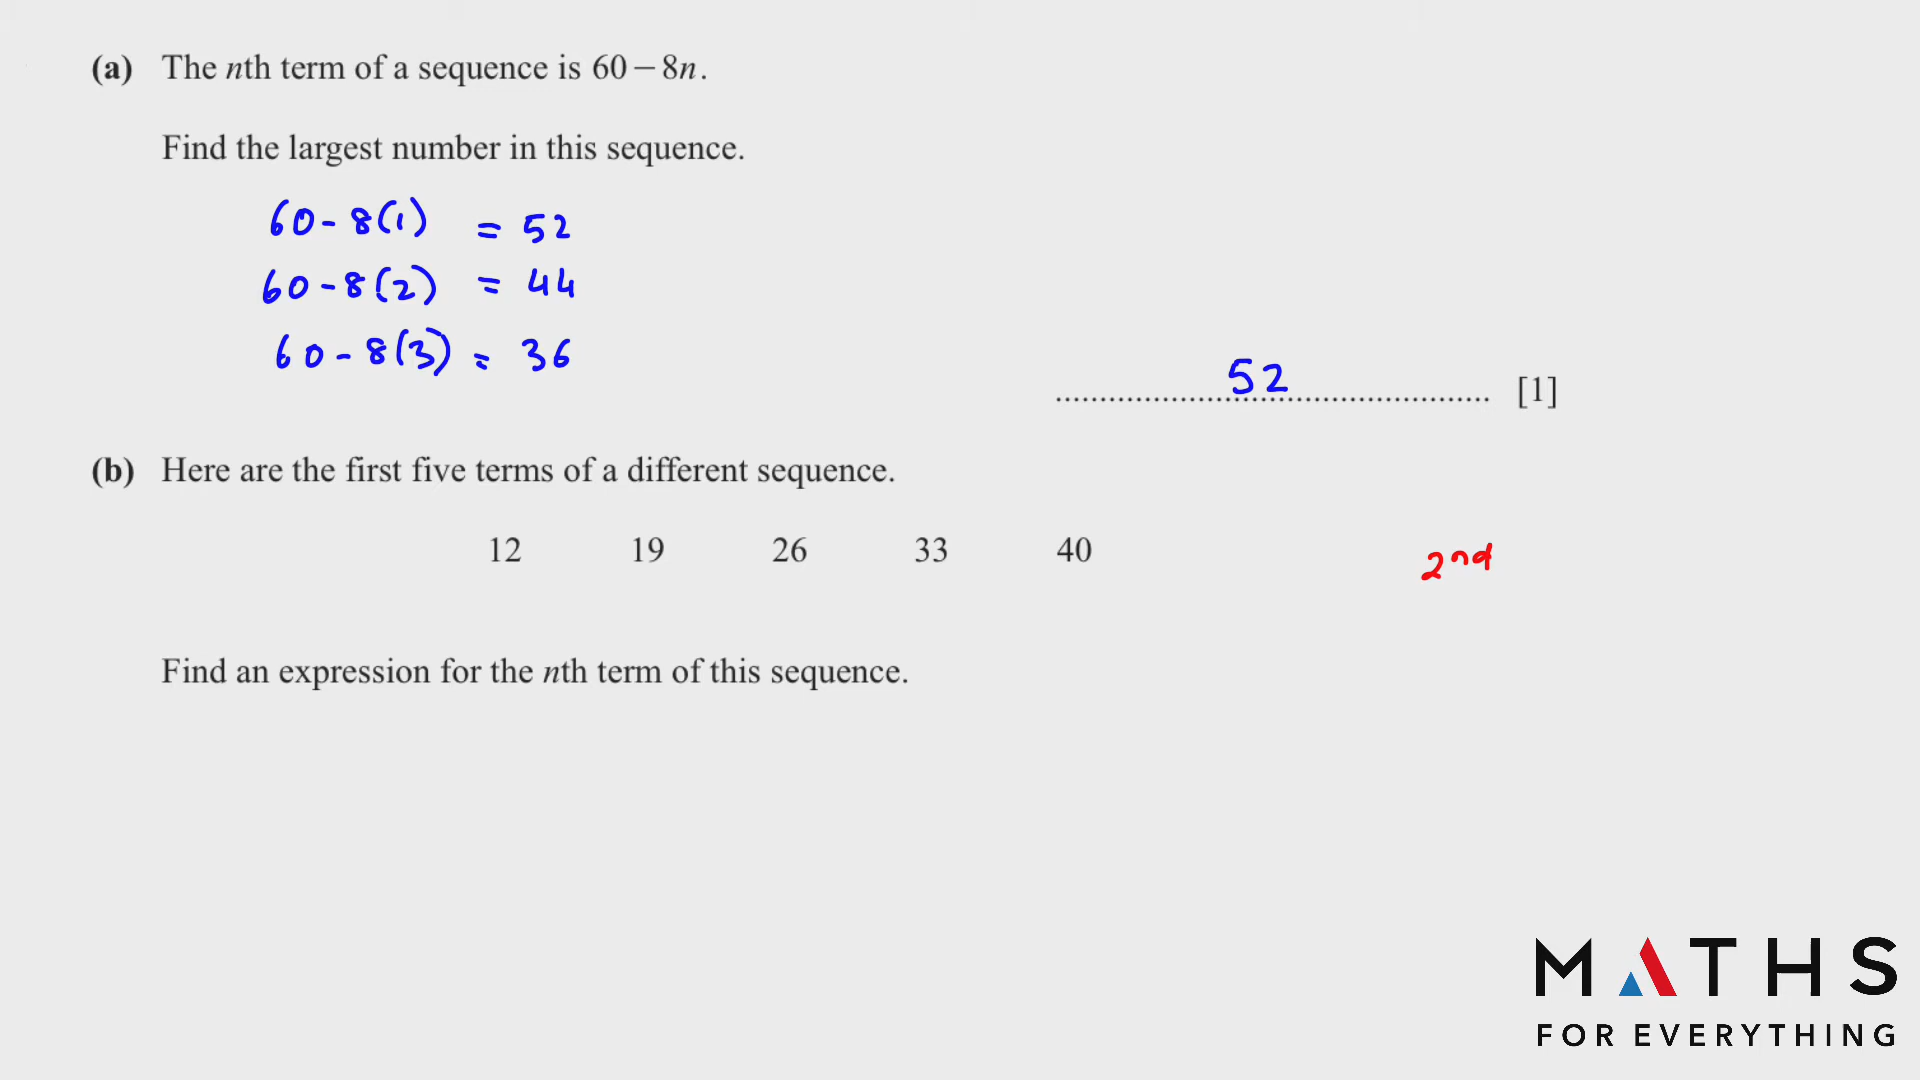 (a) The nth term of a sequence is 60 − 8n.
Find the largest number in this sequence.
60 - 8(1) = 52
60 - 8(2) = 44
60 - 8(3) = 36
52
.................................................. [1]
(b) Here are the first five terms of a different sequence.
12 19 26 33 40
2nd
Find an expression for the nth term of this sequence.
MATHS
FOR EVERYTHING